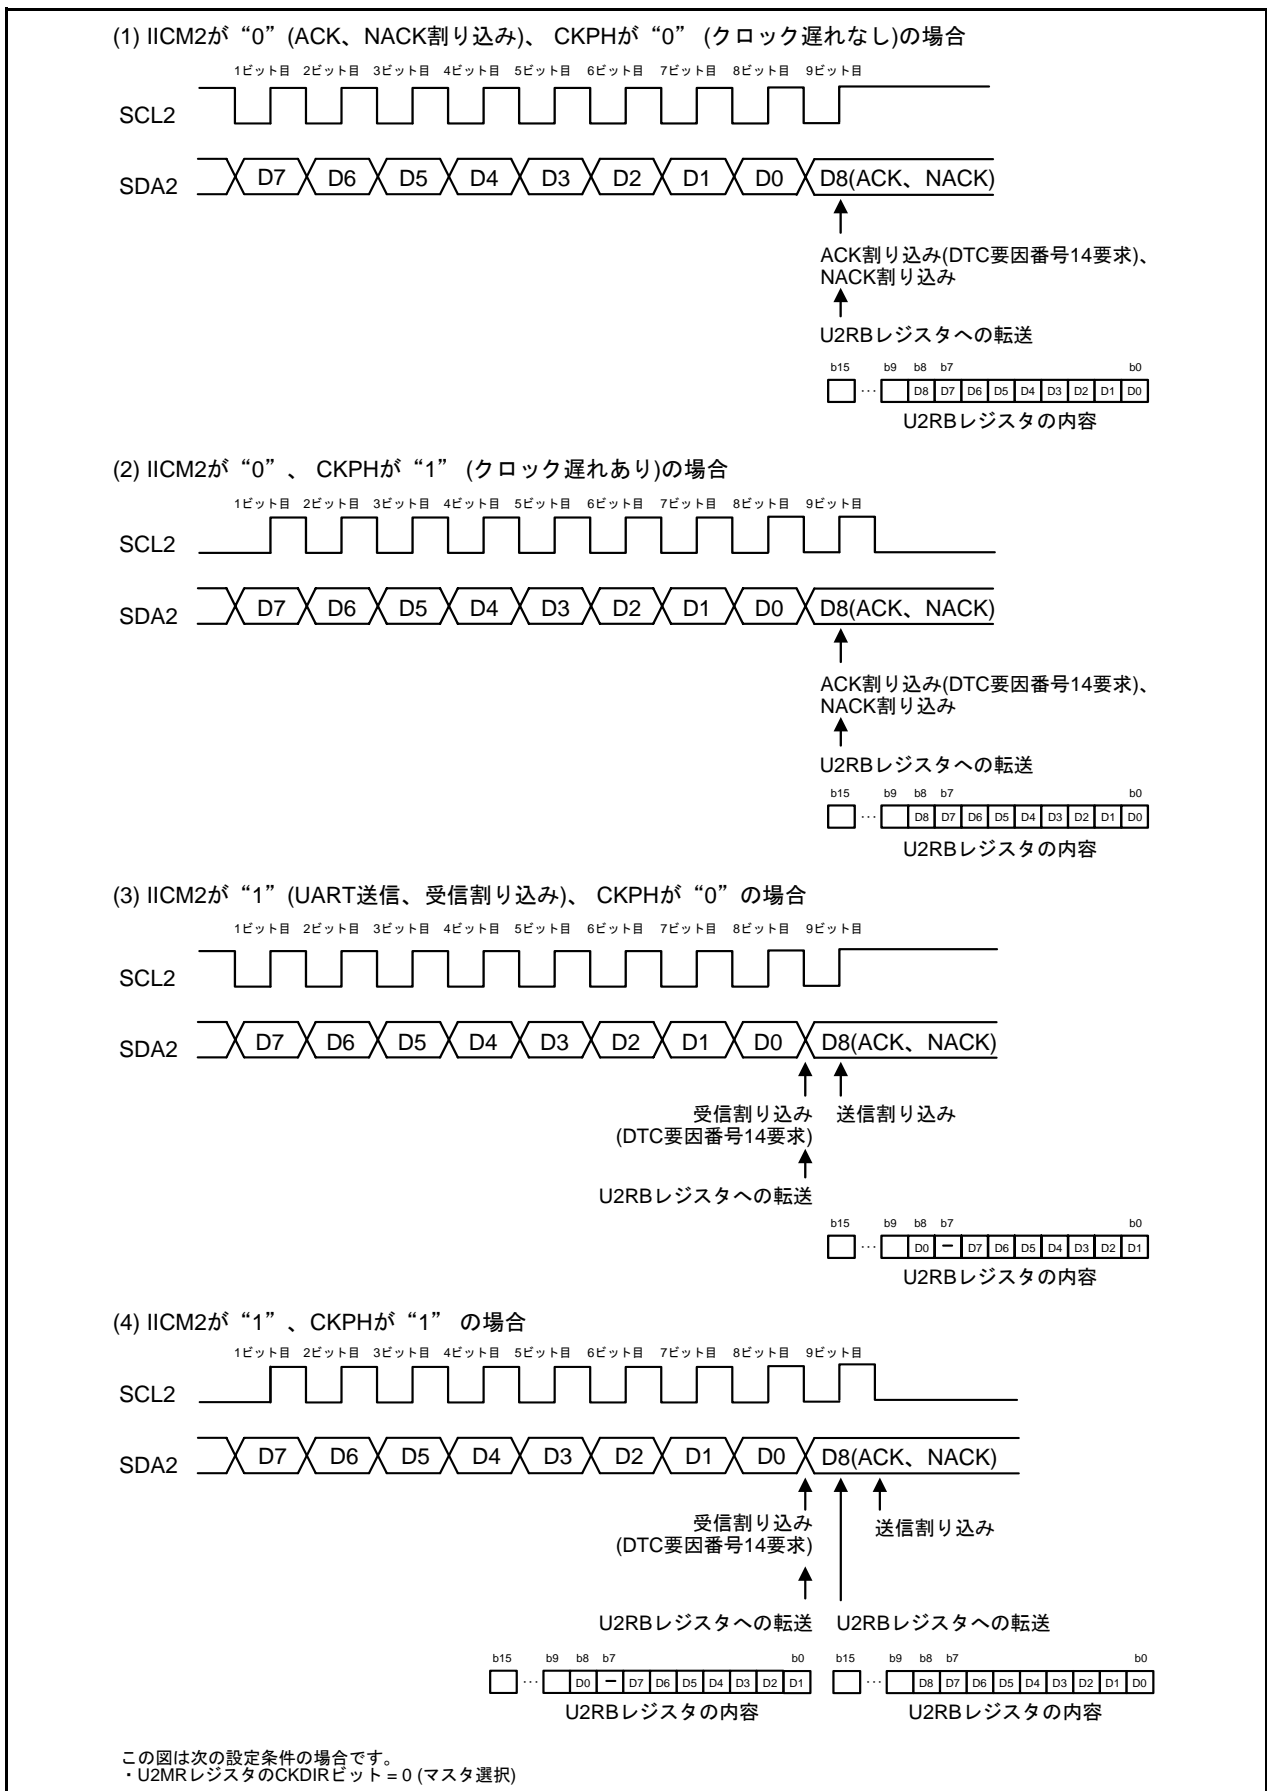 (1) IICM2が“0”(ACK、NACK割り込み)、 CKPHが“0” (クロック遅れなし)の場合
1ビット目 2ビット目 3ビット目 4ビット目 5ビット目 6ビット目 7ビット目 8ビット目 9ビット目
SCL2
SDA2 D7 D6 D5 D4 D3 D2 D1 D0 D8(ACK、NACK)
ACK割り込み(DTC要因番号14要求)、
NACK割り込み
U2RBレジスタへの転送
b15 b9 b8 b7 b0
… D8 D7 D6 D5 D4 D3 D2 D1 D0
U2RBレジスタの内容
(2) IICM2が“0”、 CKPHが“1” (クロック遅れあり)の場合
1ビット目 2ビット目 3ビット目 4ビット目 5ビット目 6ビット目 7ビット目 8ビット目 9ビット目
SCL2
SDA2 D7 D6 D5 D4 D3 D2 D1 D0 D8(ACK、NACK)
ACK割り込み(DTC要因番号14要求)、
NACK割り込み
U2RBレジスタへの転送
b15 b9 b8 b7 b0
… D8 D7 D6 D5 D4 D3 D2 D1 D0
U2RBレジスタの内容
(3) IICM2が“1”(UART送信、受信割り込み)、 CKPHが“0”の場合
1ビット目 2ビット目 3ビット目 4ビット目 5ビット目 6ビット目 7ビット目 8ビット目 9ビット目
SCL2
SDA2 D7 D6 D5 D4 D3 D2 D1 D0 D8(ACK、NACK)
受信割り込み 送信割り込み
(DTC要因番号14要求)
U2RBレジスタへの転送
b15 b9 b8 b7 b0
… D0 － D7 D6 D5 D4 D3 D2 D1
U2RBレジスタの内容
(4) IICM2が“1”、CKPHが“1” の場合
1ビット目 2ビット目 3ビット目 4ビット目 5ビット目 6ビット目 7ビット目 8ビット目 9ビット目
SCL2
SDA2 D7 D6 D5 D4 D3 D2 D1 D0 D8(ACK、NACK)
受信割り込み 送信割り込み
(DTC要因番号14要求)
U2RBレジスタへの転送 U2RBレジスタへの転送
b15 b9 b8 b7 b0 b15 b9 b8 b7 b0
… D0 － D7 D6 D5 D4 D3 D2 D1 … D8 D7 D6 D5 D4 D3 D2 D1 D0
U2RBレジスタの内容 U2RBレジスタの内容
この図は次の設定条件の場合です。
・U2MRレジスタのCKDIRビット = 0 (マスタ選択)